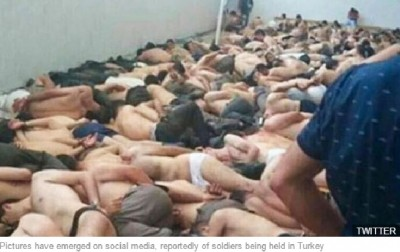 TWITTER
Pictures have emerged on social media, reportedly of soldiers being held in Turkey